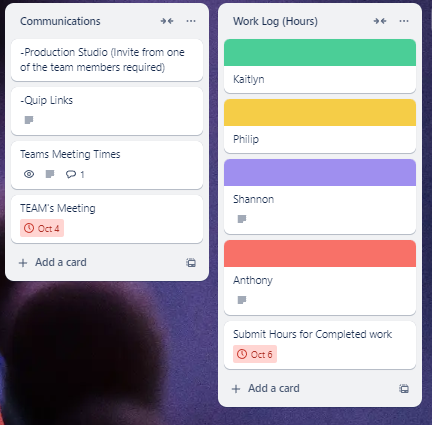 Communications
-Production Studio (Invite from one
of the team members required)
-Quip Links
Teams Meeting Times
1
TEAM's Meeting
Oct 4
+ Add a card
Work Log (Hours)
Kaitlyn
Philip
Shannon
Anthony
Submit Hours for Completed work
Oct 6
+ Add a card